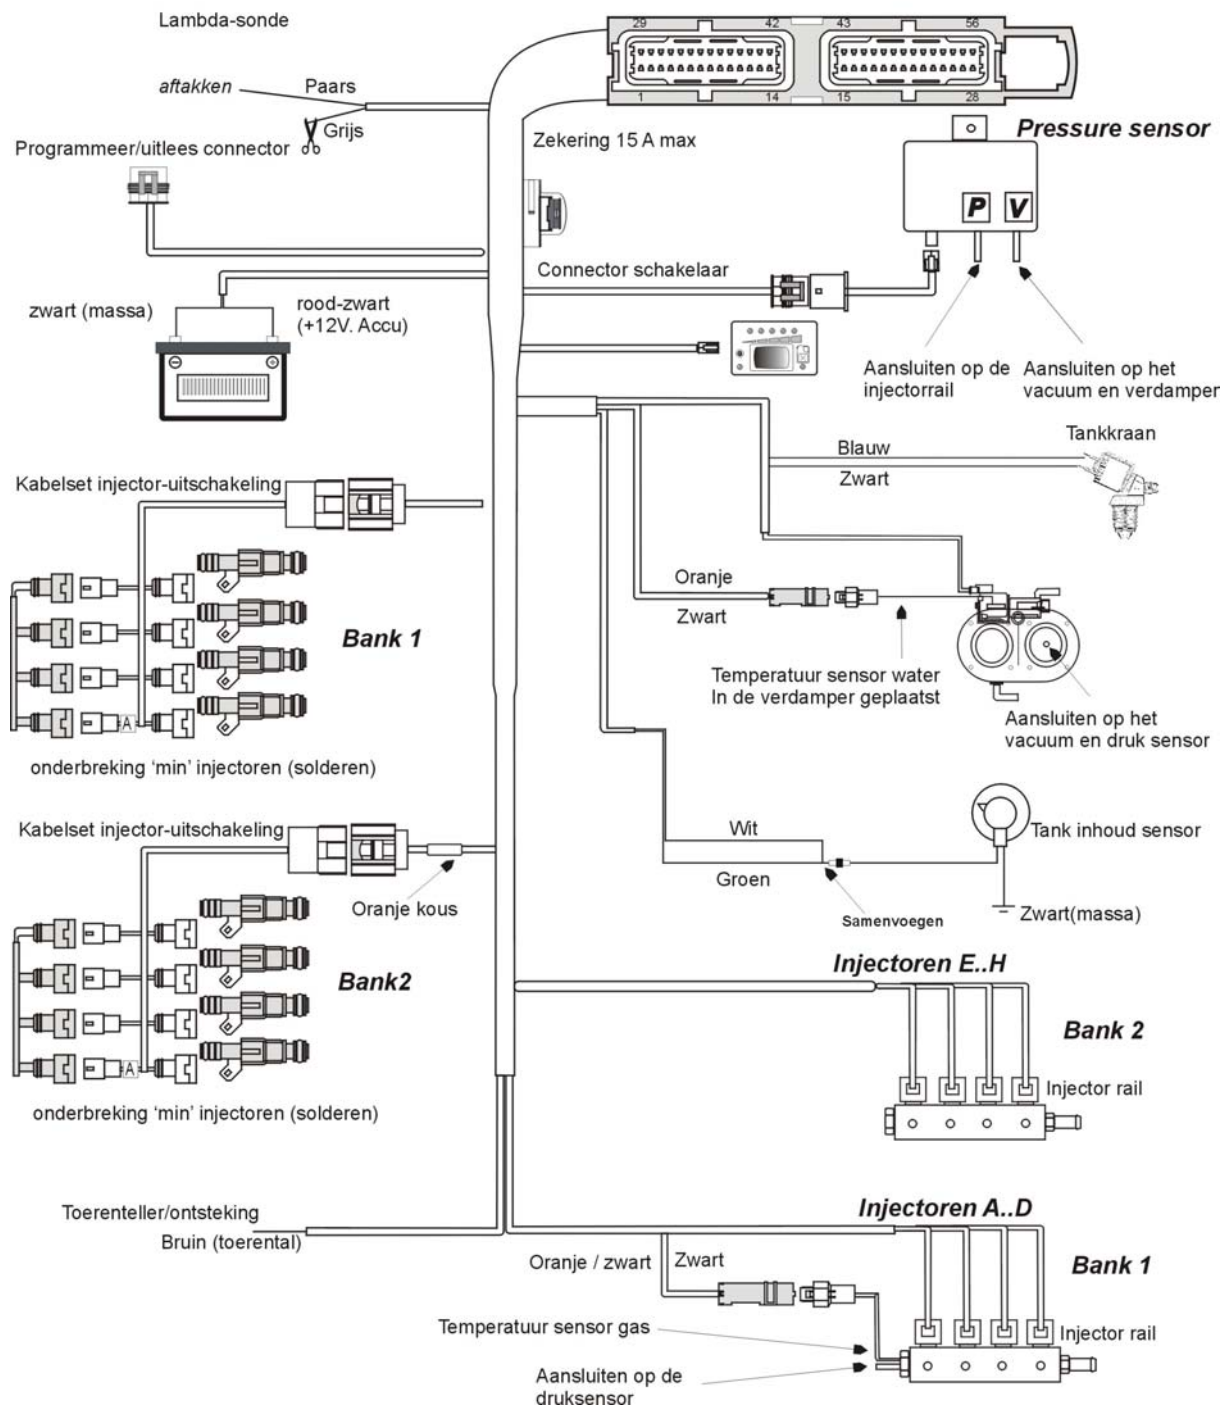 Lambda-sonde
29
42
43
56
aftakken
Paars
Grijs
1
14
15
28
Programmeer/uitlees connector
Zekering 15 A max
Pressure sensor
P
V
Connector schakelaar
zwart (massa)
rood-zwart
(+12V. Accu)
Aansluiten op de
injectorrail
Aansluiten op het
vacuum en verdamper
Tankkraan
Blauw
Zwart
Kabelset injector-uitschakeling
Bank 1
A
onderbreking ‘min’ injectoren (solderen)
Oranje
Zwart
Temperatuur sensor water
In de verdamper geplaatst
Aansluiten op het
vacuum en druk sensor
Kabelset injector-uitschakeling
Oranje kous
Bank2
A
onderbreking ‘min’ injectoren (solderen)
Wit
Groen
Samenvoegen
Tank inhoud sensor
Zwart(massa)
Injectoren E..H
Bank 2
Injector rail
Toerenteller/ontsteking
Bruin (toerental)
Injectoren A..D
Oranje / zwart
Zwart
Bank 1
Temperatuur sensor gas
Injector rail
Aansluiten op de
druksensor